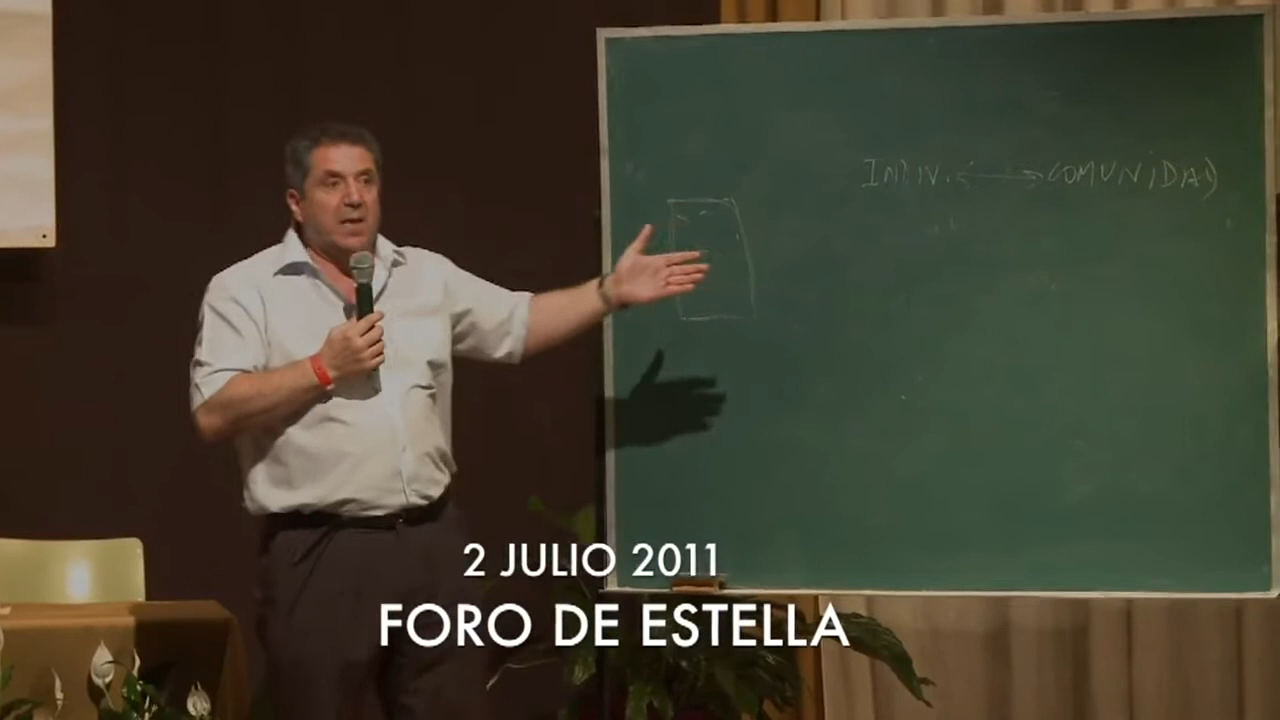 INDIV. <--> COMUNIDAD
2 JULIO 2011
FORO DE ESTELLA